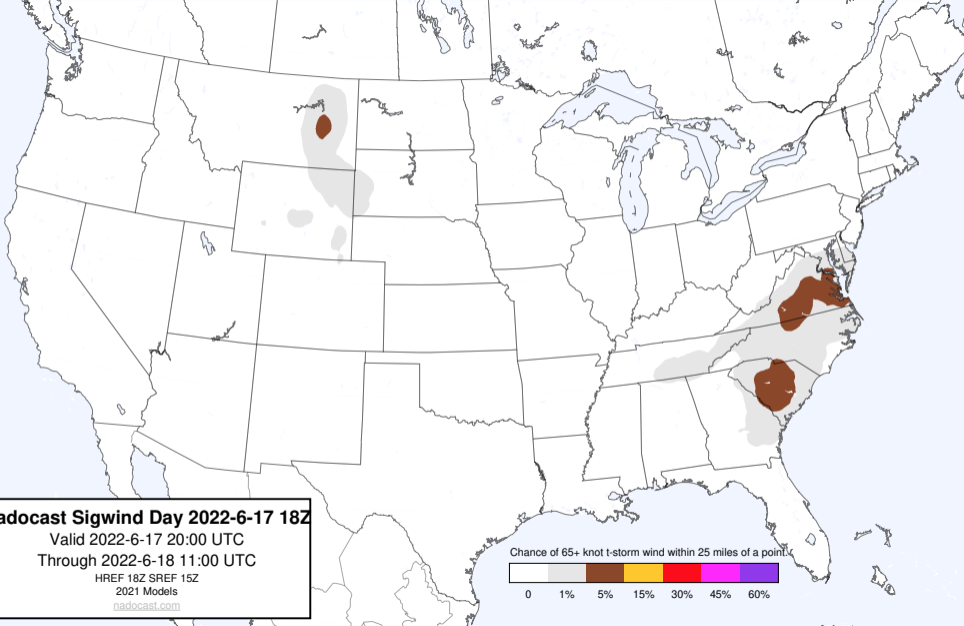 adocast Sigwind Day 2022-6-17 18Z
Valid 2022-6-17 20:00 UTC
Through 2022-6-18 11:00 UTC
HREF 18Z SREF 15Z
2021 Models
nadocast.com
Chance of 65+ knot t-storm wind within 25 miles of a point.
0 1% 5% 15% 30% 45% 60%